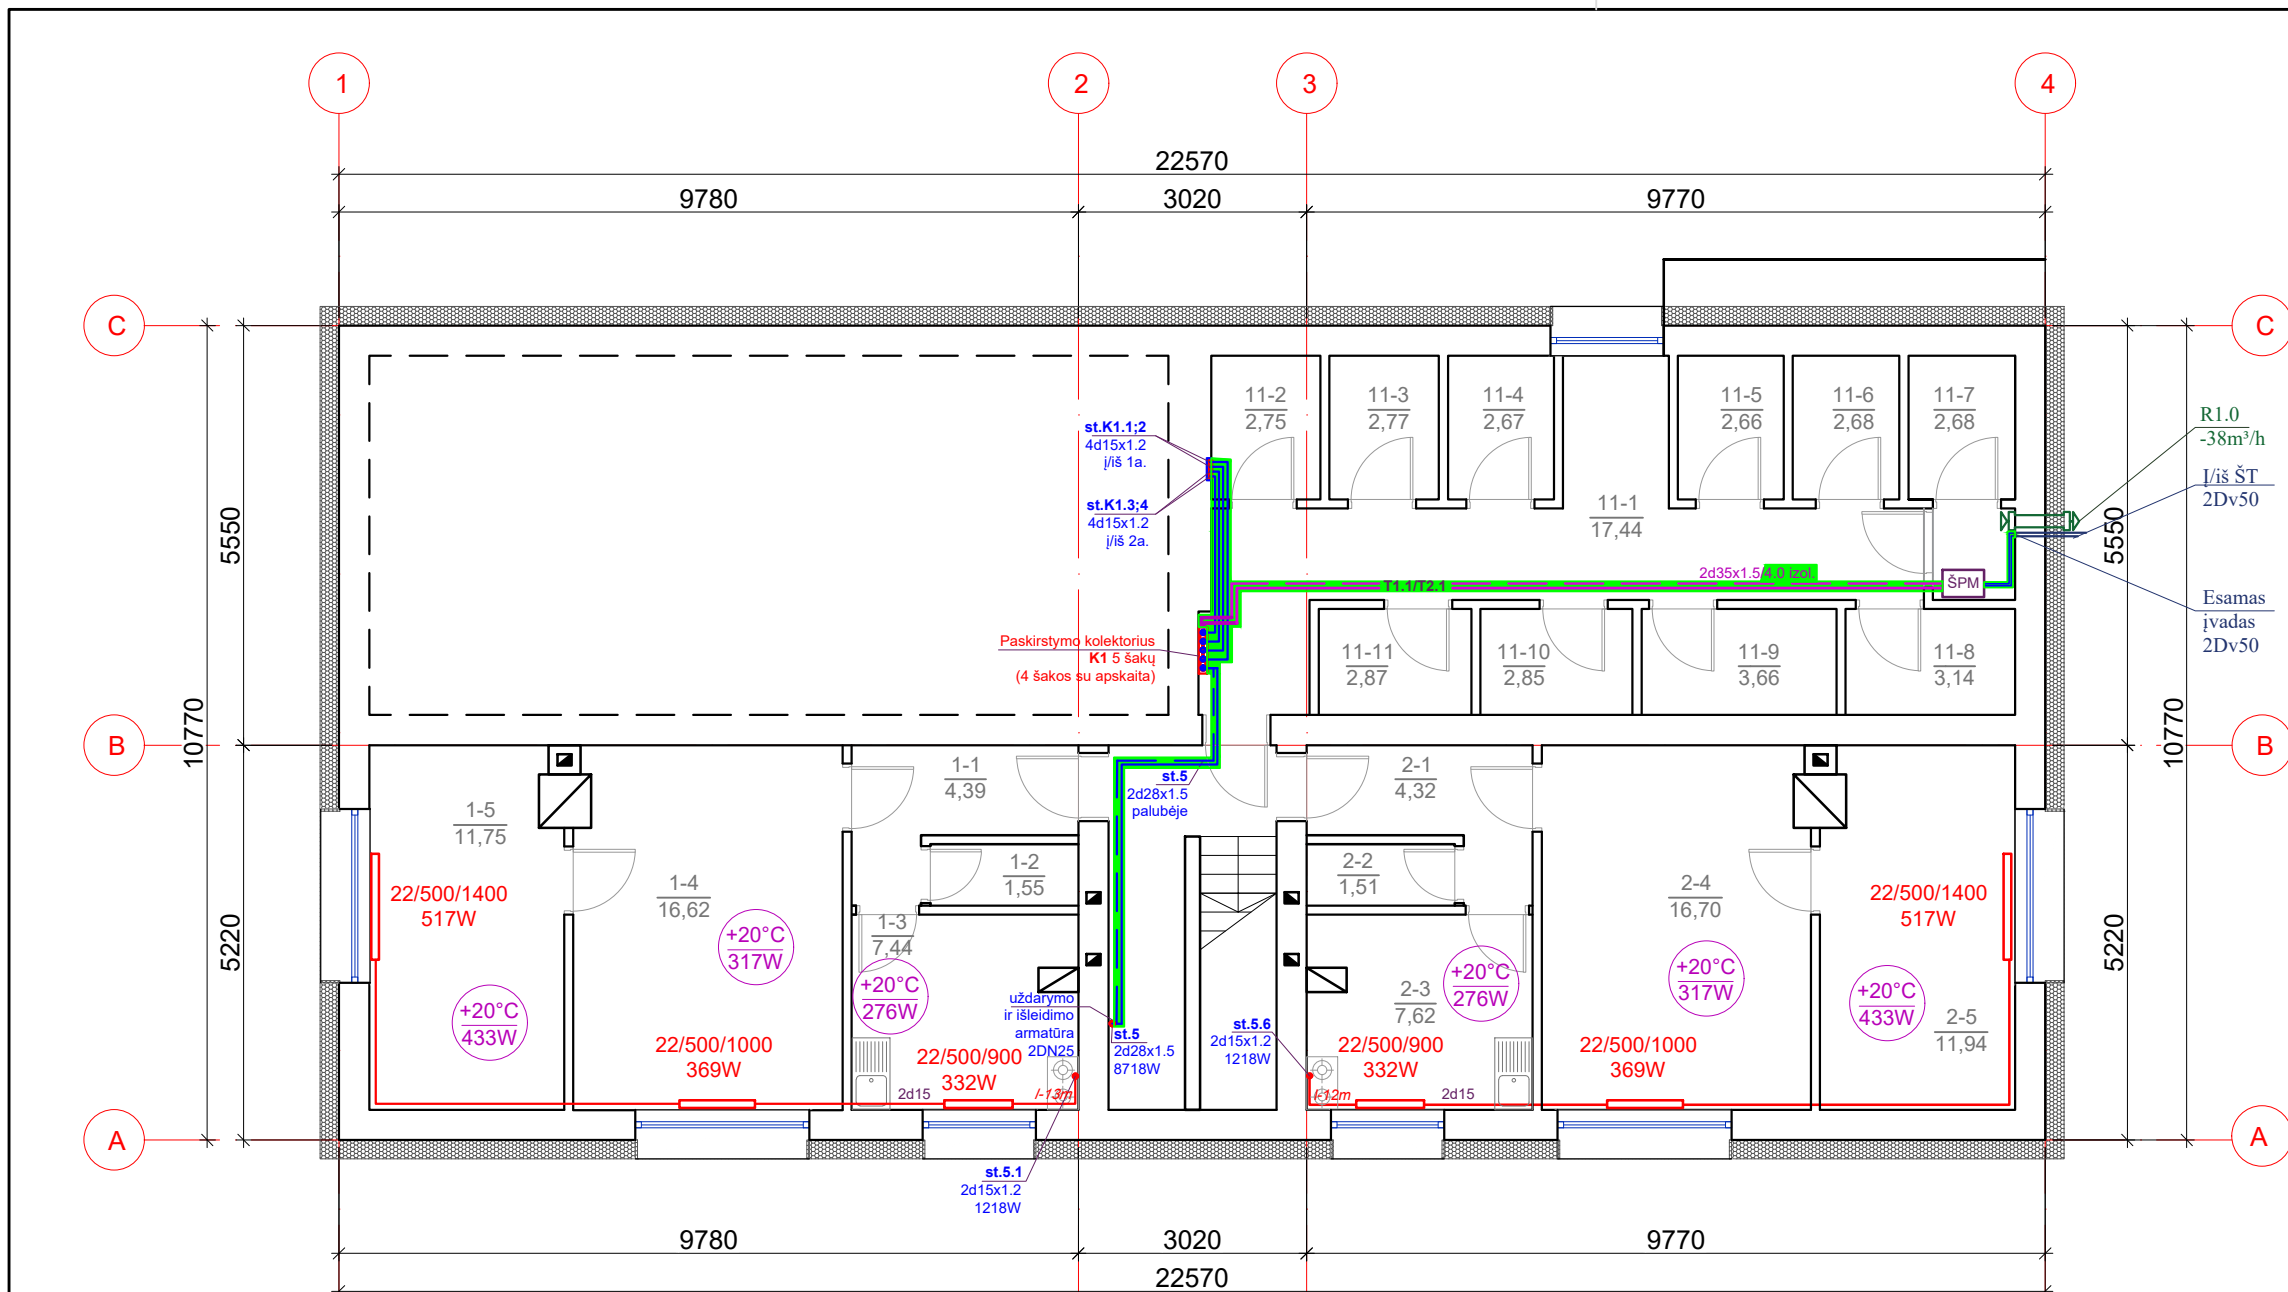 1
2
3
4
22570
9780
3020
9770
C
C
11-2
2,75
11-3
2,77
11-4
2,67
11-5
2,66
11-6
2,68
11-7
2,68
R1.0
-38m³/h
st.K1.1;2
4d15x1.2
į/iš 1a.
Į/iš ŠT
2Dv50
st.K1.3;4
4d15x1.2
į/iš 2a.
11-1
17,44
5550
5550
2d35x1.5/4.0 izol.
T1.1/T2.1
ŠPM
Esamas
įvadas
2Dv50
Paskirstymo kolektorius
K1 5 šakų
(4 šakos su apskaita)
11-11
2,87
11-10
2,85
11-9
3,66
11-8
3,14
10770
10770
B
B
1-1
4,39
st.5
2d28x1.5
palubėje
2-1
4,32
1-5
11,75
1-2
1,55
2-2
1,51
1-4
16,62
2-4
16,70
22/500/1400
517W
22/500/1400
517W
1-3
7,44
5220
5220
+20°C
317W
+20°C
276W
+20°C
276W
+20°C
317W
+20°C
433W
+20°C
433W
2-3
7,62
2-5
11,94
uždarymo
ir išleidimo
armatūra
2DN25
st.5
2d28x1.5
8718W
st.5.6
2d15x1.2
1218W
22/500/1000
369W
22/500/900
332W
22/500/900
332W
22/500/1000
369W
2d15
l-13m
l-12m
2d15
A
A
st.5.1
2d15x1.2
1218W
9780
3020
9770
22570